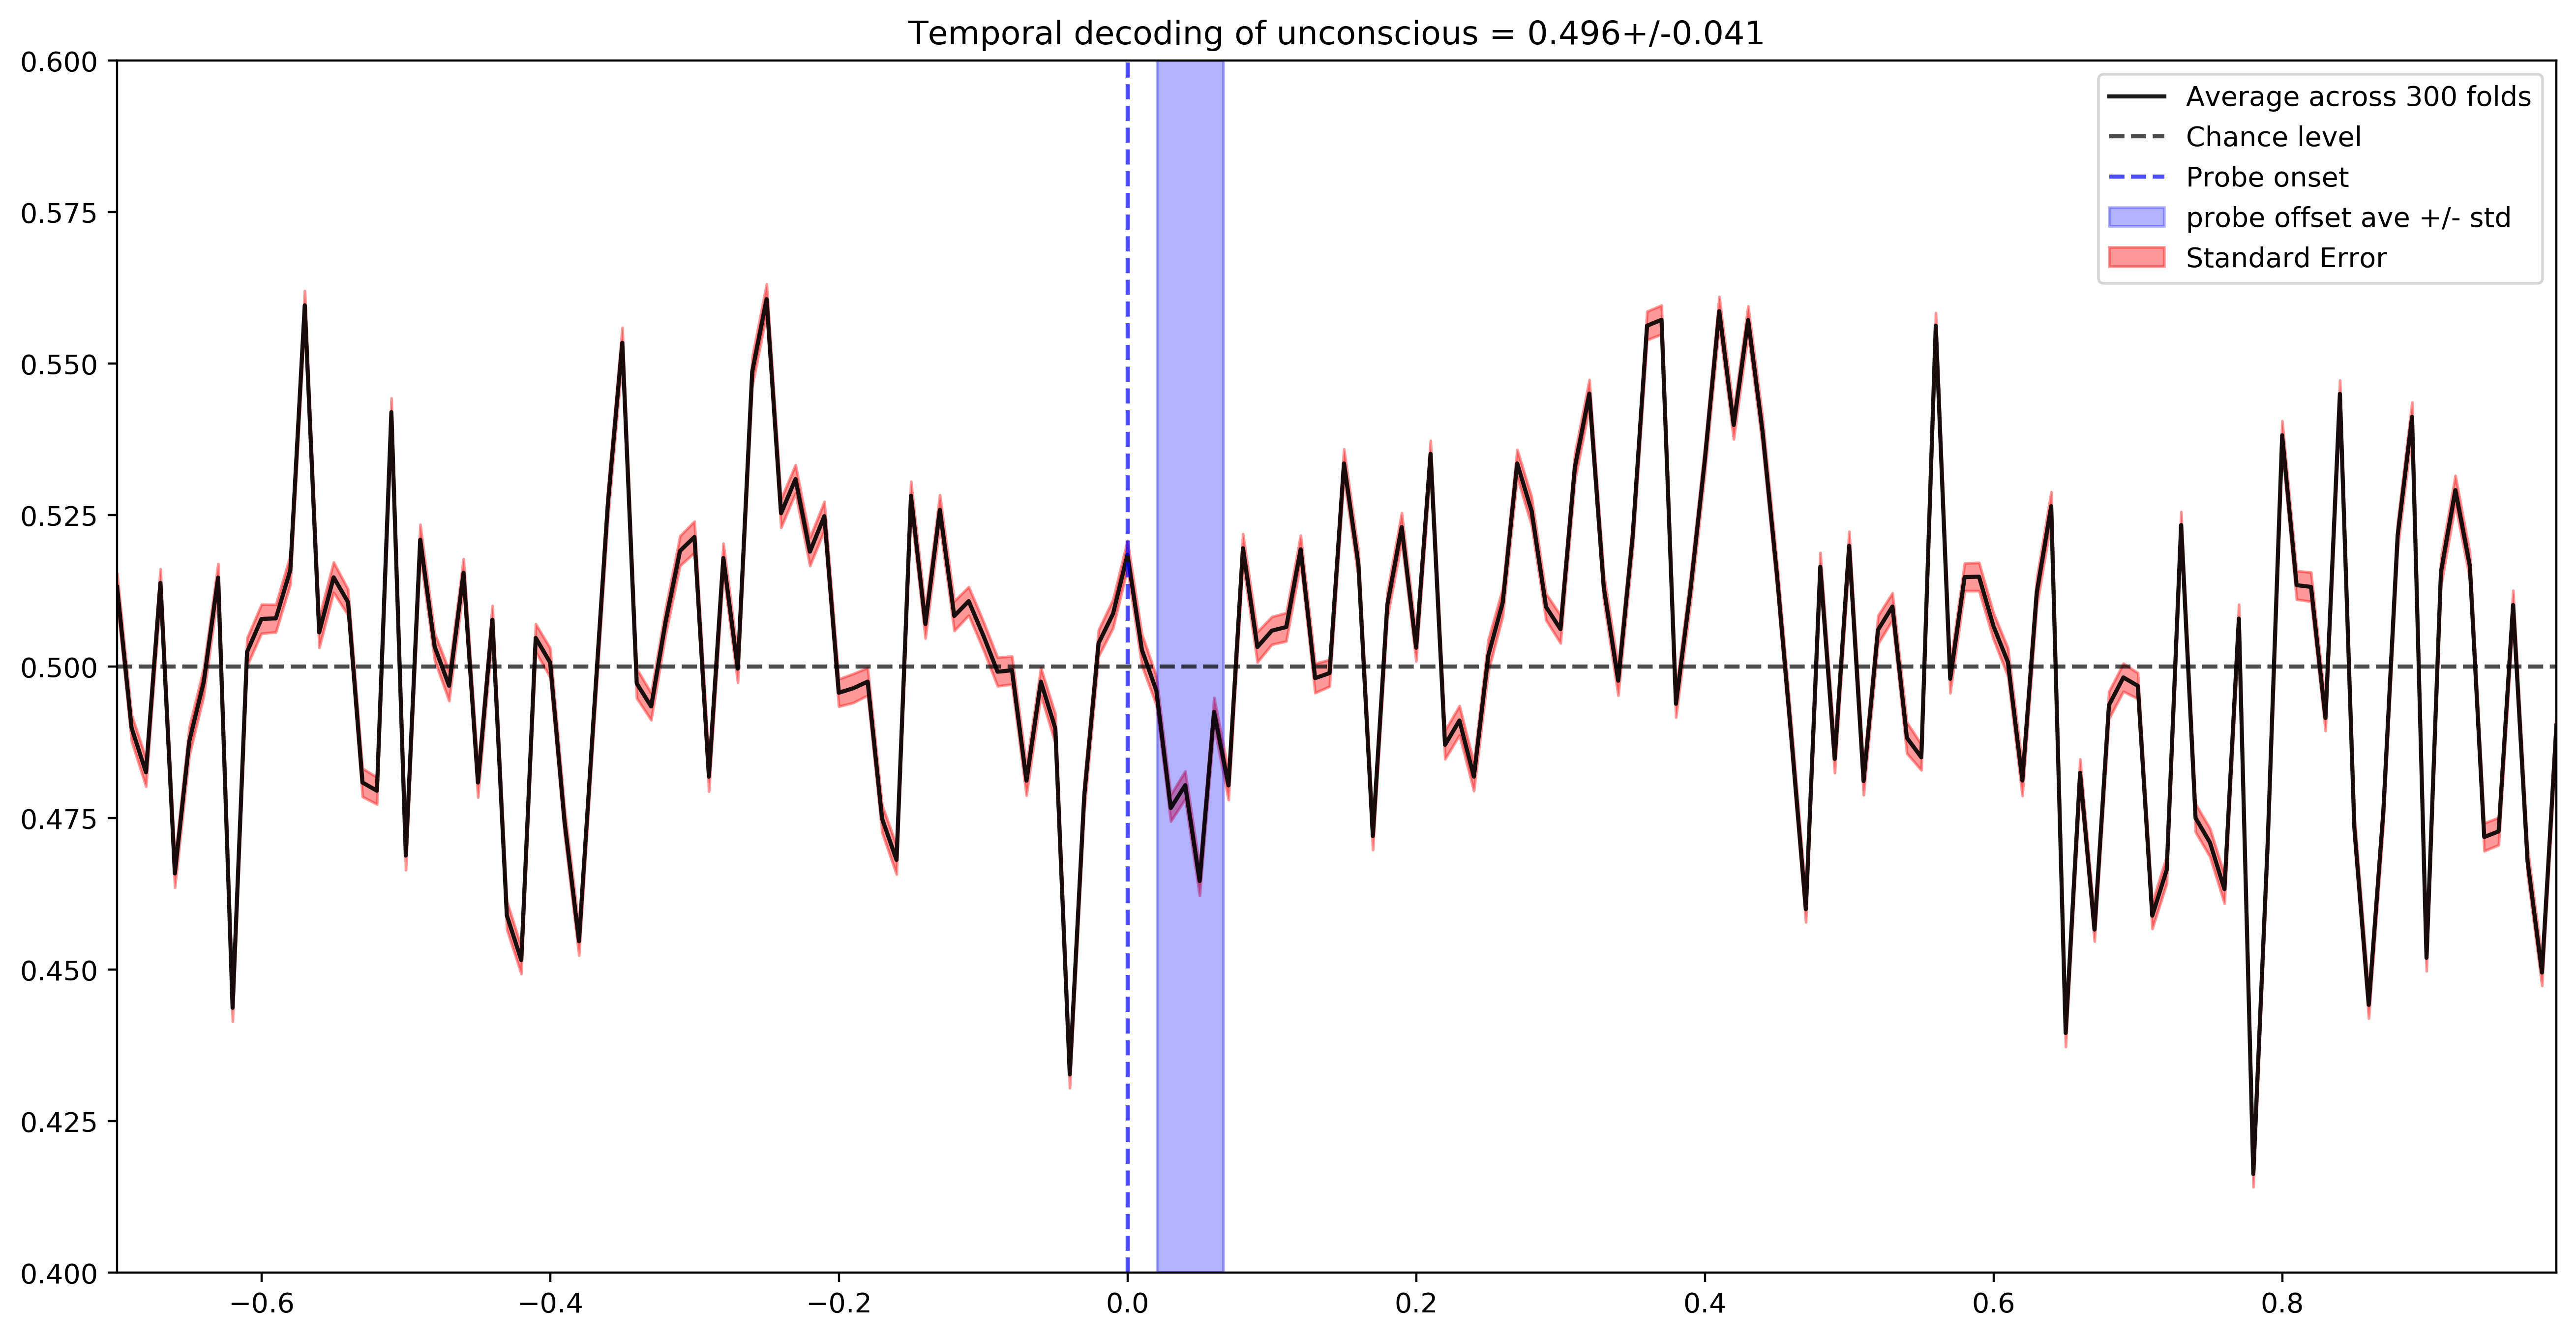 Temporal decoding of unconscious = 0.496+/-0.041
0.600
0.575
0.550
0.525
0.500
0.475
0.450
0.425
0.400
Average across 300 folds
Chance level
Probe onset
probe offset ave +/- std
Standard Error
−0.6 −0.4 −0.2 0.0 0.2 0.4 0.6 0.8